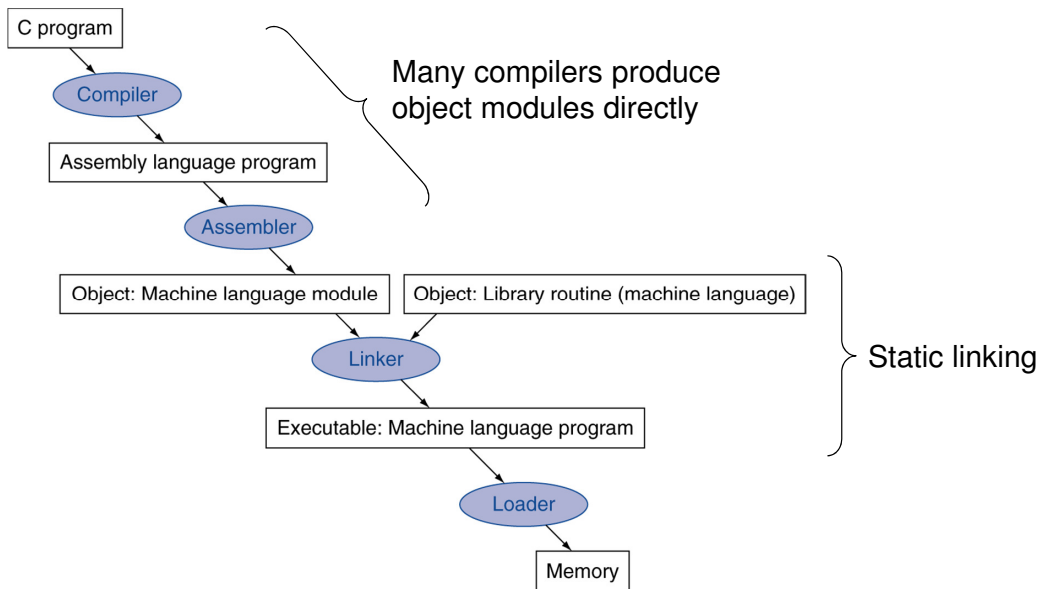 C program
Many compilers produce
object modules directly
Compiler
Assembly language program
Assembler
Object: Machine language module
Object: Library routine (machine language)
Linker
Static linking
Executable: Machine language program
Loader
Memory